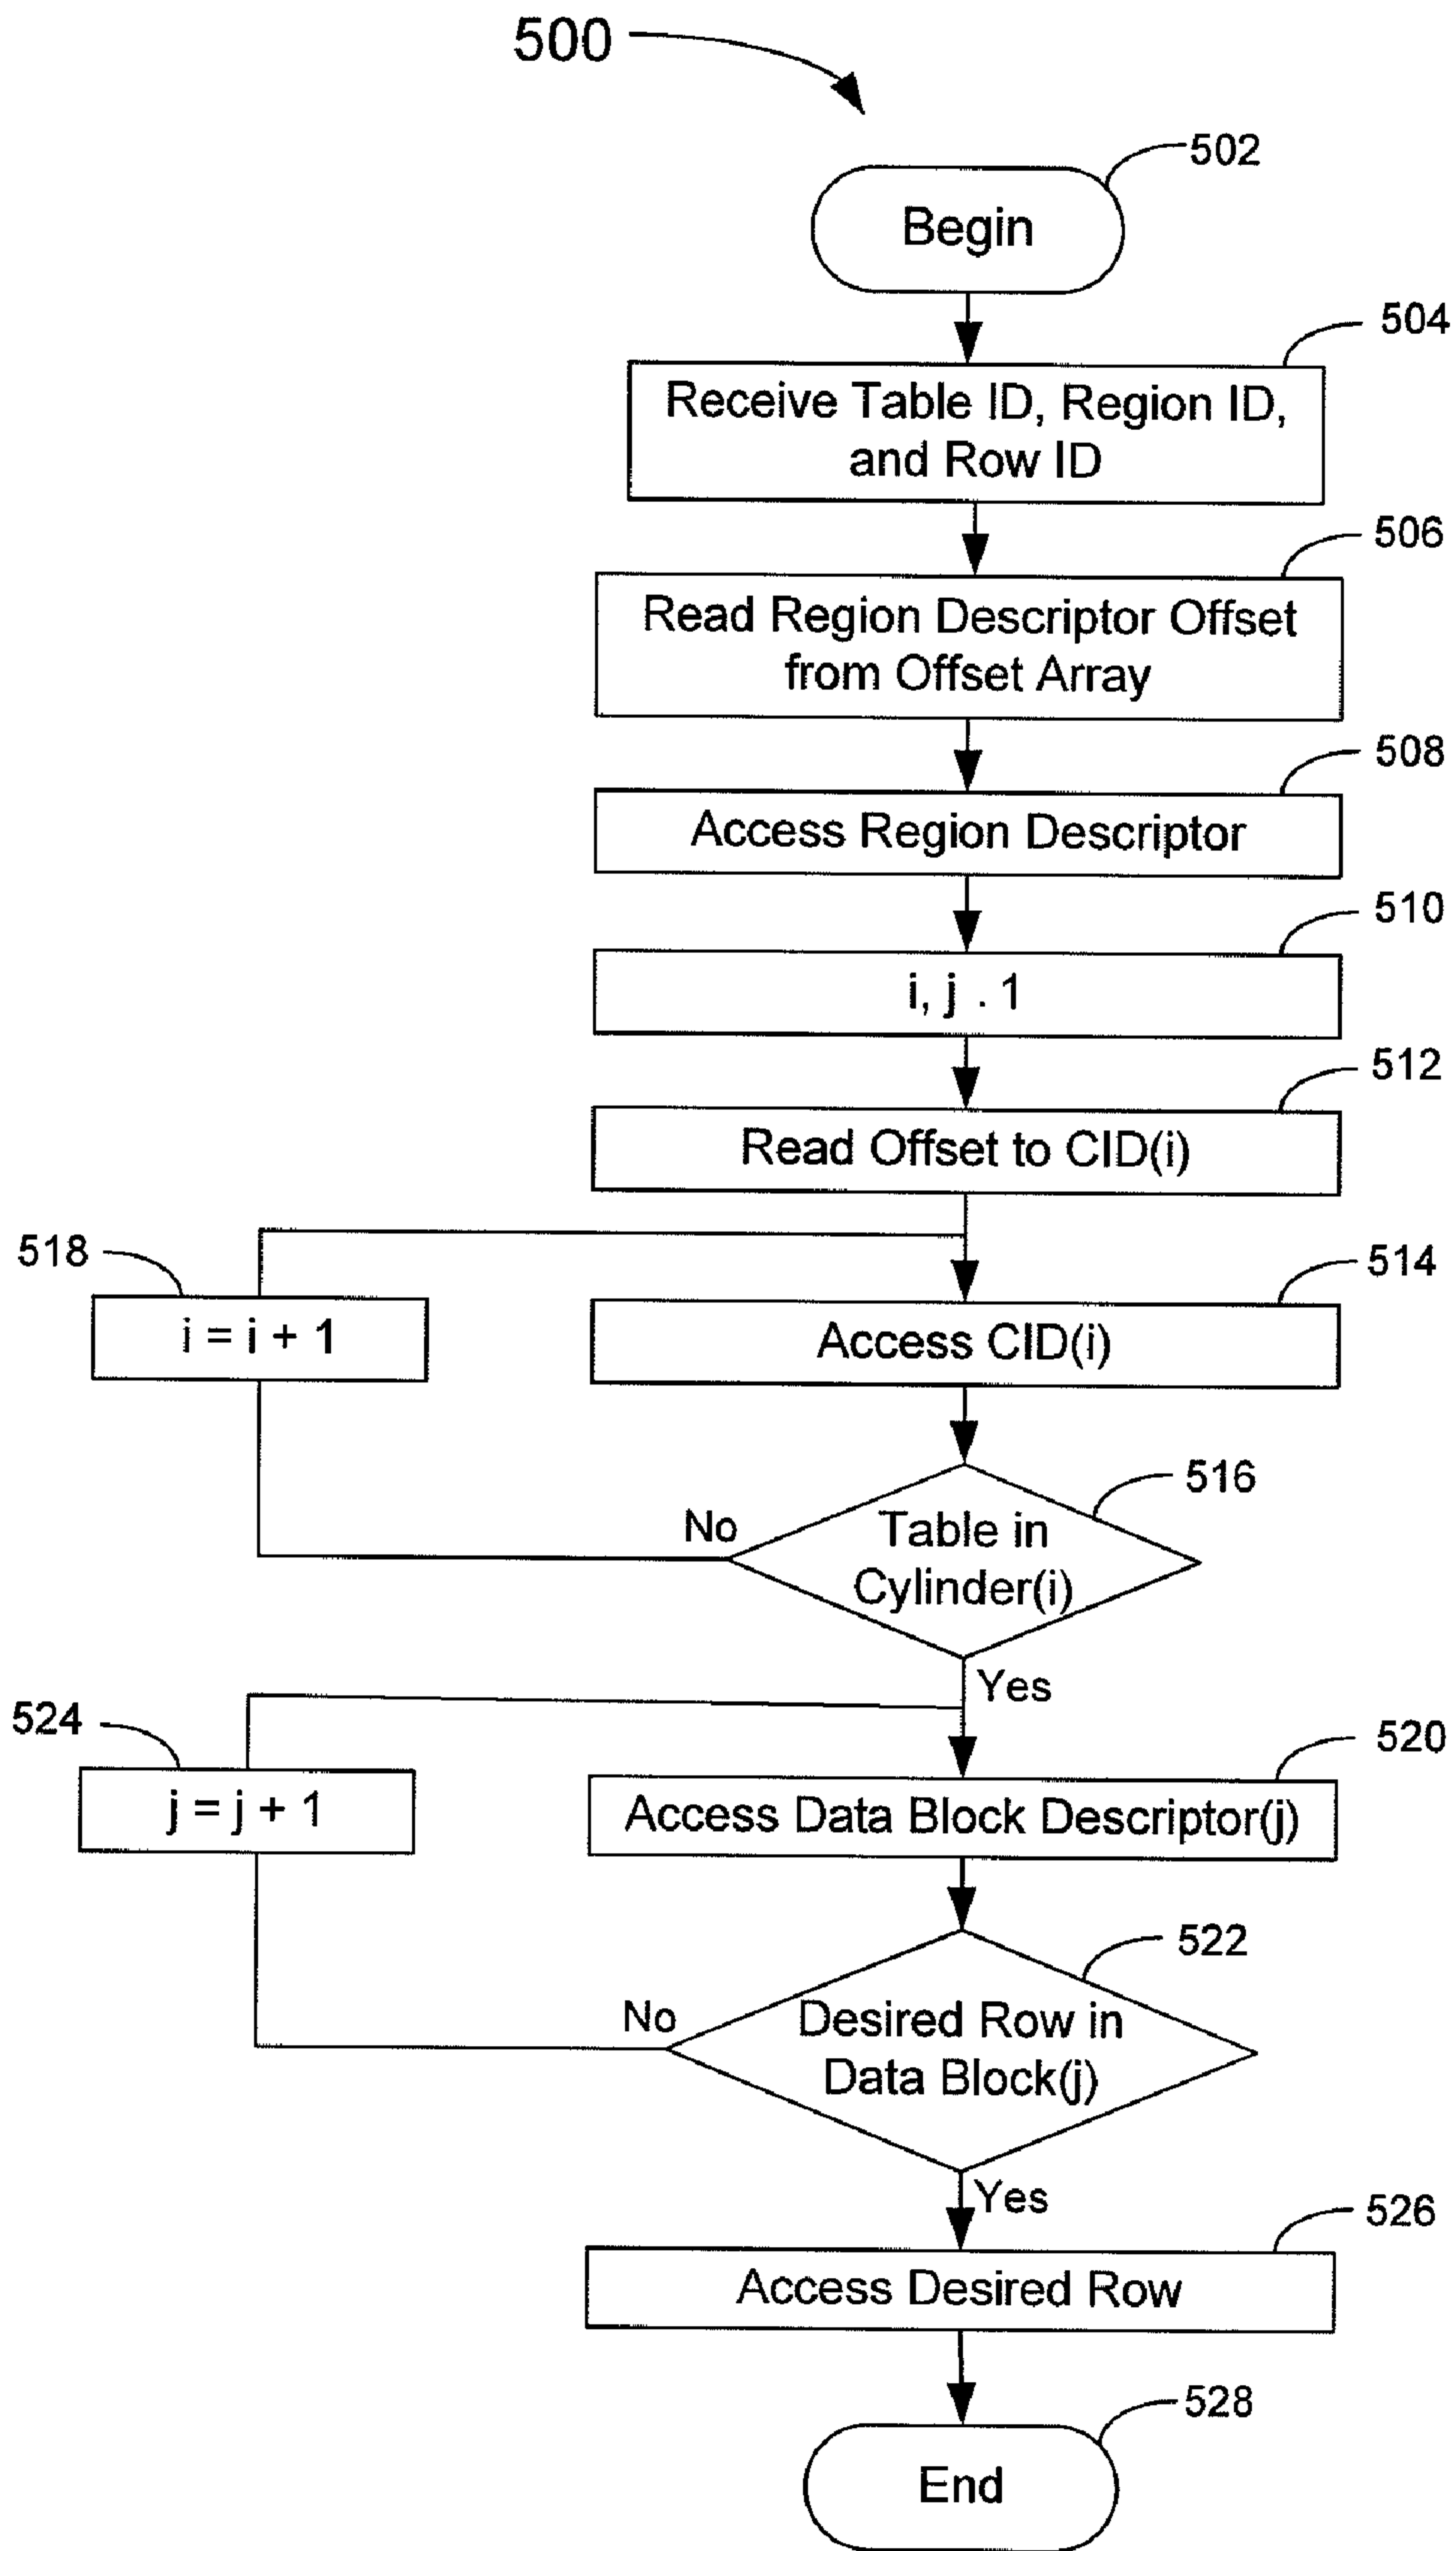 500
502
Begin
504
Receive Table ID, Region ID,
and Row ID
506
Read Region Descriptor Offset
from Offset Array
508
Access Region Descriptor
510
i, j . 1
512
Read Offset to CID(i)
518
i = i + 1
514
Access CID(i)
516
No
Table in
Cylinder(i)
Yes
524
j = j + 1
520
Access Data Block Descriptor(j)
522
No
Desired Row in
Data Block(j)
Yes
526
Access Desired Row
528
End